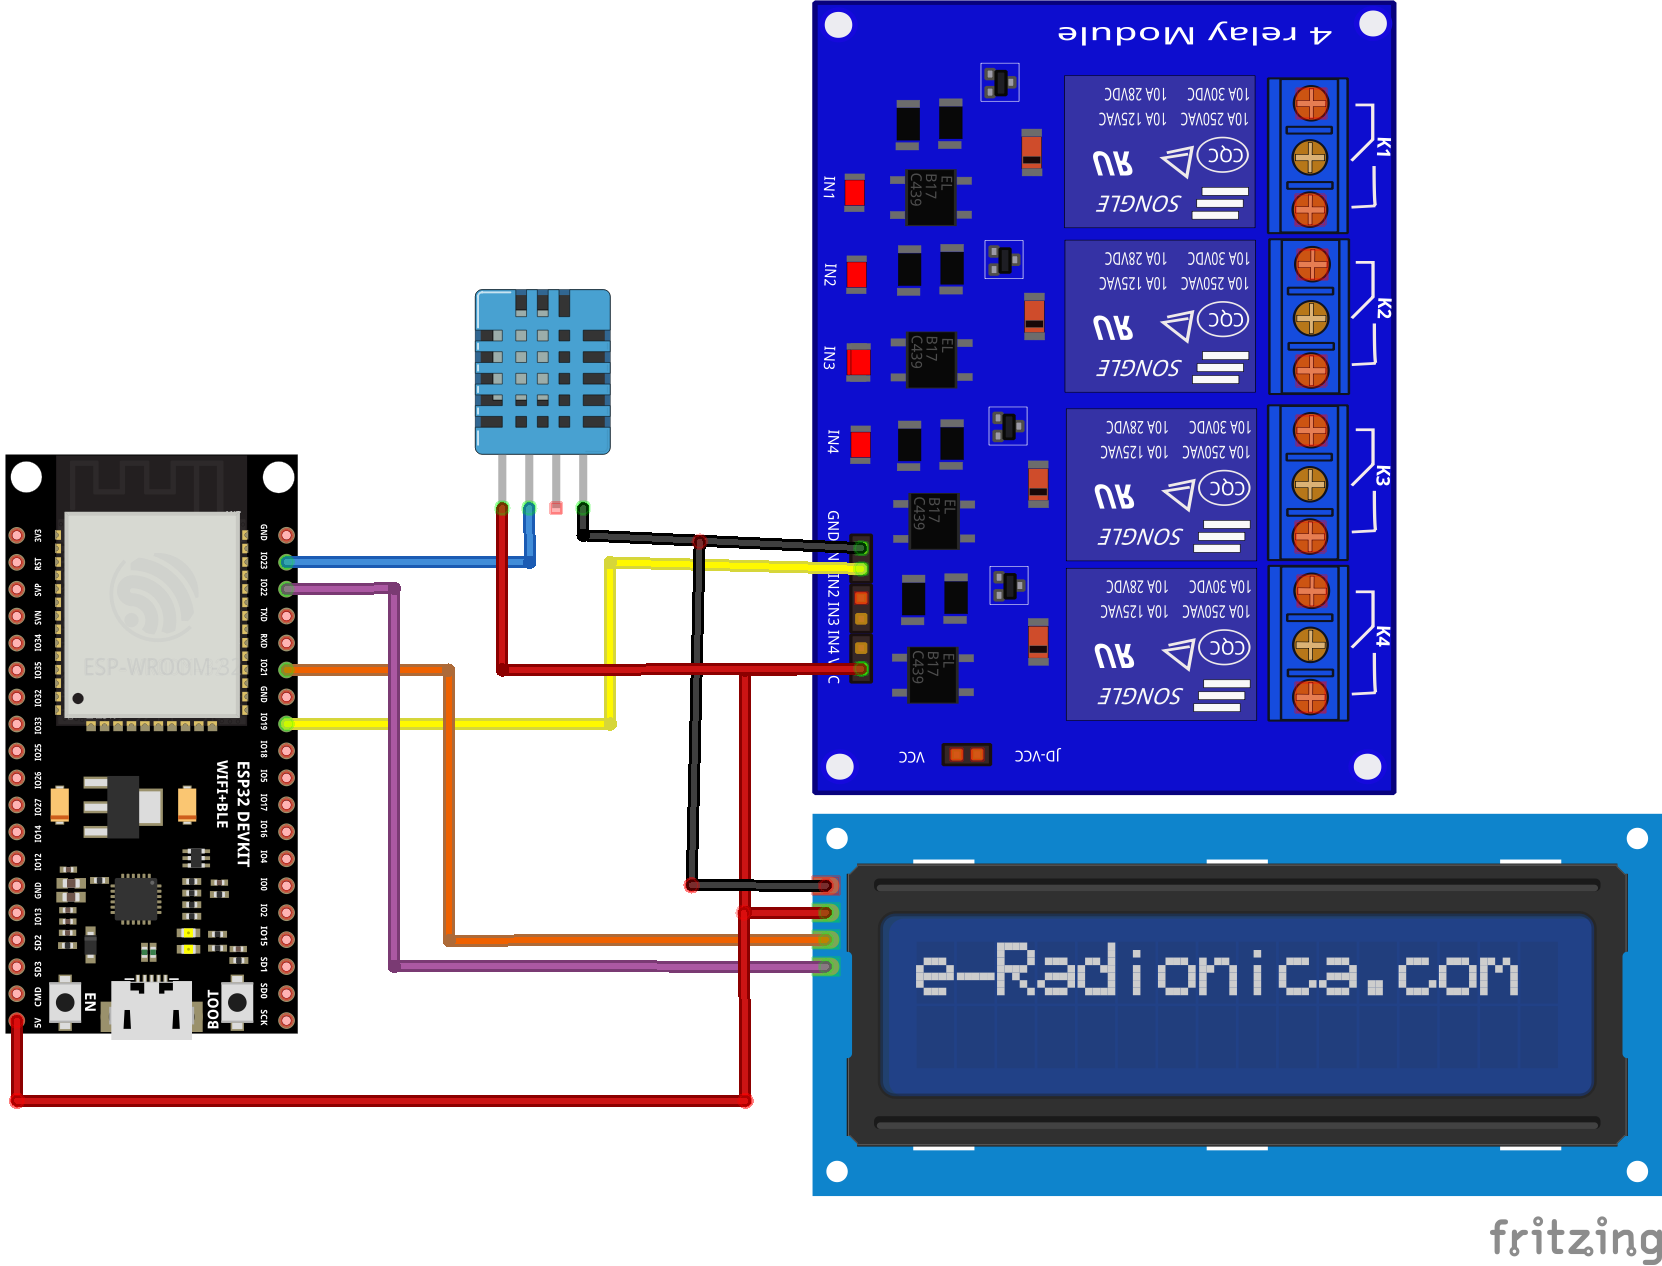 4 relay Module
10A 30VDC 10A 28VDC
10A 250VAC 10A 125VAC
CQC
UR
SONGLE
K1
10A 30VDC 10A 28VDC
10A 250VAC 10A 125VAC
CQC
UR
SONGLE
K2
10A 30VDC 10A 28VDC
10A 250VAC 10A 125VAC
CQC
UR
SONGLE
K3
10A 30VDC 10A 28VDC
10A 250VAC 10A 125VAC
CQC
UR
SONGLE
K4
IN1
IN2
IN3
IN4
EL
B17
C439
EL
B17
C439
EL
B17
C439
EL
B17
C439
GND
IN2
IN3
IN4
VCC
JD-VCC
ESP-WROOM-32
3V3
RST
SVP
SVN
IO34
IO35
IO32
IO33
IO25
IO26
IO27
IO14
IO12
GND
IO13
SD2
SD3
CMD
5V
GND
IO23
IO22
TXD
RXD
IO21
GND
IO19
IO18
IO5
IO17
IO16
IO4
IO0
IO2
IO15
SD1
SD0
SCK
ESP32 DEVKIT
WIFI+BLE
EN
BOOT
e-Radionica.com
fritzing